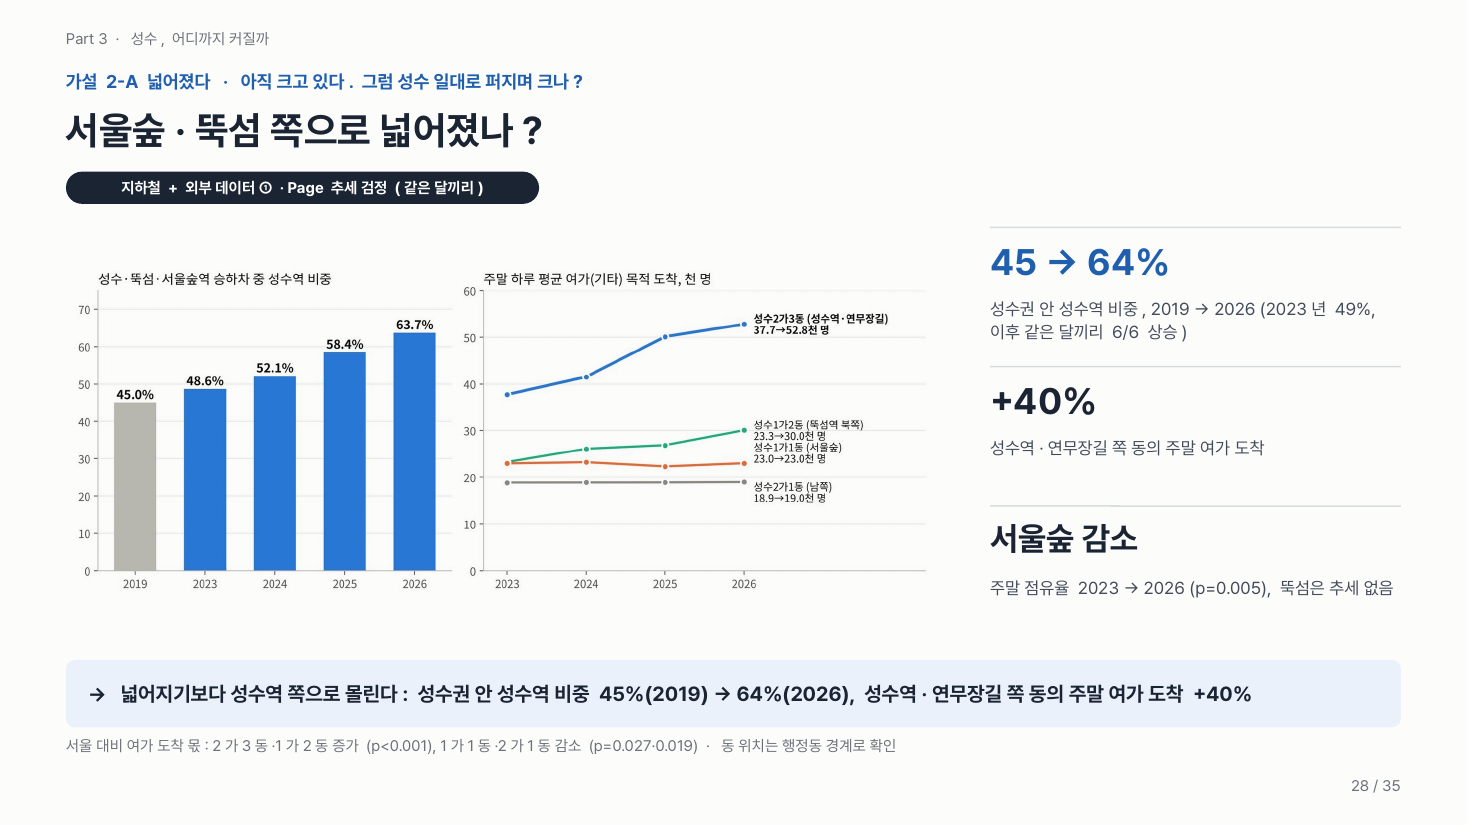 Part 3 · 성수, 어디까지 커질까
가설 2-A 넓어졌다 · 아직 크고 있다. 그럼 성수 일대로 퍼지며 크나?
서울숲 · 뚝섬 쪽으로 넓어졌나?
지하철 + 외부 데이터 ① · Page 추세 검정 (같은 달끼리)
성수·뚝섬·서울숲역 승하차 중 성수역 비중
70
60
50
40
30
20
10
0
45.0%
48.6%
52.1%
58.4%
63.7%
2019
2023
2024
2025
2026
주말 하루 평균 여가(기타) 목적 도착, 천 명
60
50
40
30
20
10
0
성수2가3동 (성수역·연무장길)
37.7→52.8천 명
성수1가2동 (뚝섬역 북쪽)
23.3→30.0천 명
성수1가1동 (서울숲)
23.0→23.0천 명
성수2가1동 (남쪽)
18.9→19.0천 명
2023
2024
2025
2026
45 → 64%
성수권 안 성수역 비중, 2019 → 2026 (2023 년 49%,
이후 같은 달끼리 6/6 상승)
+40%
성수역 · 연무장길 쪽 동의 주말 여가 도착
서울숲 감소
주말 점유율 2023 → 2026 (p=0.005), 뚝섬은 추세 없음
→ 넓어지기보다 성수역 쪽으로 몰린다: 성수권 안 성수역 비중 45%(2019) → 64%(2026), 성수역 · 연무장길 쪽 동의 주말 여가 도착 +40%
서울 대비 여가 도착 몫: 2가3동·1가2동 증가 (p<0.001), 1가1동·2가1동 감소 (p=0.027·0.019) · 동 위치는 행정동 경계로 확인
28 / 35